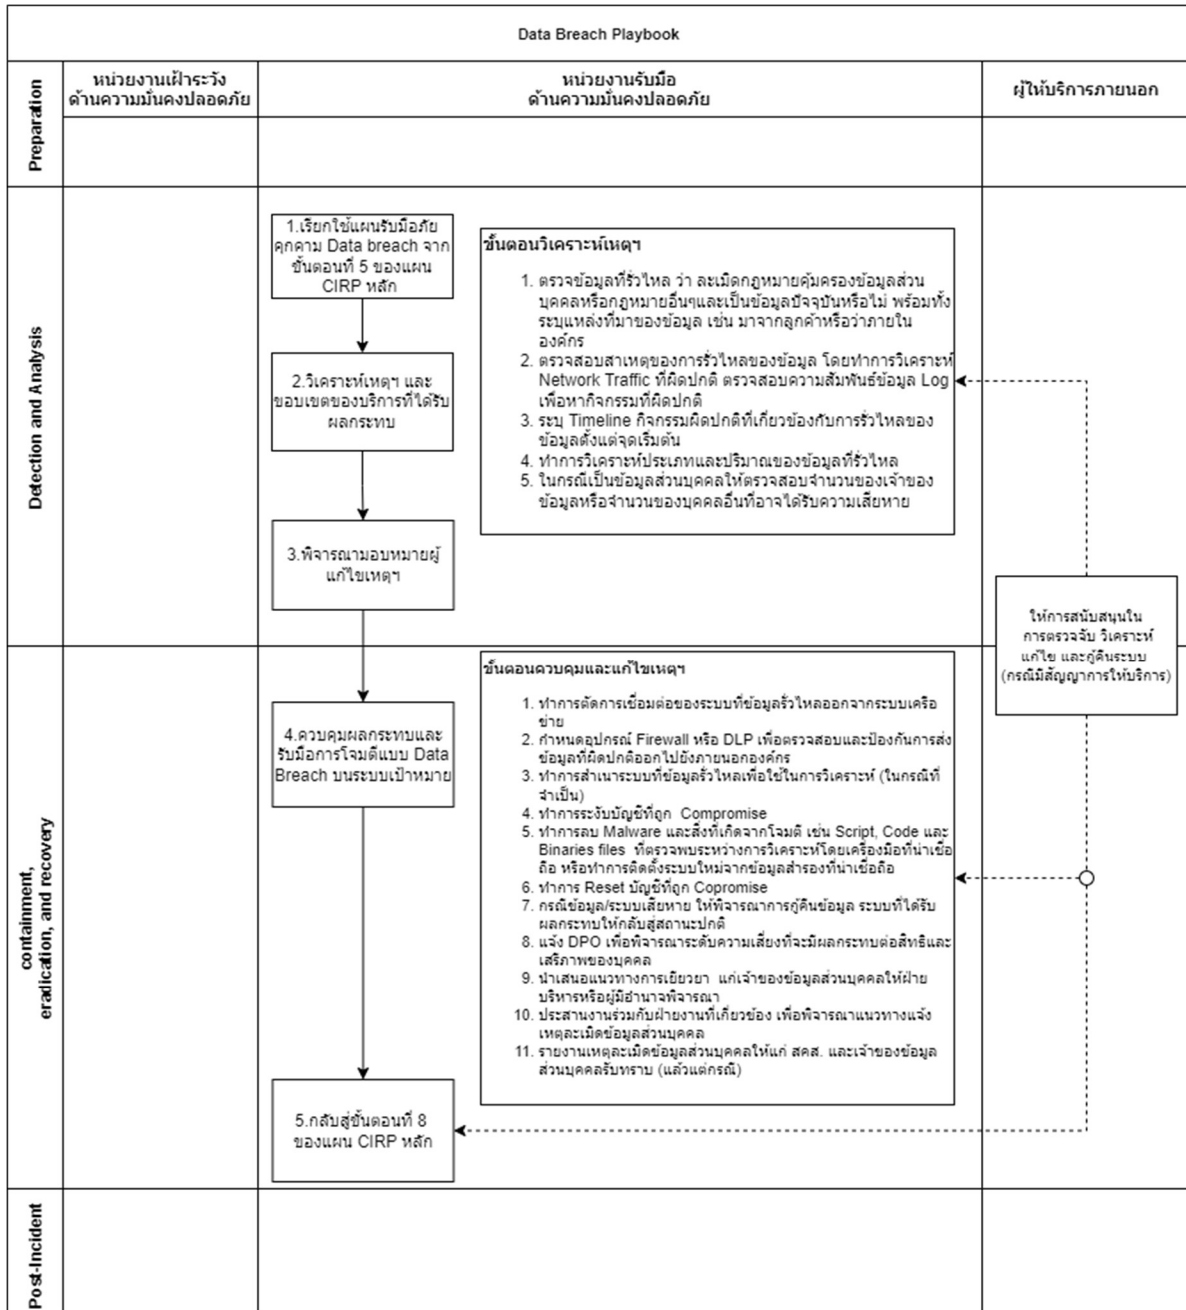 Data Breach Playbook
หน่วยงานเฝ้าระวัง
ด้านความมั่นคงปลอดภัย
หน่วยงานรับมือ
ด้านความมั่นคงปลอดภัย
ผู้ให้บริการภายนอก
Preparation
Detection and Analysis
1.เรียกใช้แผนรับมือภัย
คุกคาม Data breach จาก
ขั้นตอนที่ 5 ของแผน
CIRP หลัก
2.วิเคราะห์เหตุฯ และ
ขอบเขตของบริการที่ได้รับ
ผลกระทบ
3.พิจารณามอบหมายผู้
แก้ไขเหตุฯ
ขั้นตอนวิเคราะห์เหตุฯ
1. ตรวจข้อมูลที่รั่วไหล ว่า ละเมิดกฎหมายคุ้มครองข้อมูลส่วน
บุคคลหรือกฎหมายอื่นๆและเป็นข้อมูลปัจจุบันหรือไม่ พร้อมทั้ง
ระบุแหล่งที่มาของข้อมูล เช่น มาจากลูกค้าหรือว่าภายใน
องค์กร
2. ตรวจสอบสาเหตุของการรั่วไหลของข้อมูล โดยทำการวิเคราะห์
Network Traffic ที่ผิดปกติ ตรวจสอบความสัมพันธ์ข้อมูล Log
เพื่อหากิจกรรมที่ผิดปกติ
3. ระบุ Timeline กิจกรรมผิดปกติที่เกี่ยวข้องกับการรั่วไหลของ
ข้อมูลตั้งแต่จุดเริ่มต้น
4. ทำการวิเคราะห์ประเภทและปริมาณของข้อมูลที่รั่วไหล
5. ในกรณีเป็นข้อมูลส่วนบุคคลให้ตรวจสอบจำนวนของเจ้าของ
ข้อมูลหรือจำนวนของบุคคลอื่นที่อาจได้รับความเสียหาย
ให้การสนับสนุนใน
การตรวจจับ วิเคราะห์
แก้ไข และกู้คืนระบบ
(กรณีมีสัญญาการให้บริการ)
containment,
eradication, and recovery
4.ควบคุมผลกระทบและ
รับมือการโจมตีแบบ Data
Breach บนระบบเป้าหมาย
ขั้นตอนควบคุมและแก้ไขเหตุฯ
1. ทำการตัดการเชื่อมต่อของระบบที่ข้อมูลรั่วไหลออกจากระบบเครือ
ข่าย
2. กำหนดอุปกรณ์ Firewall หรือ DLP เพื่อตรวจสอบและป้องกันการส่ง
ข้อมูลที่ผิดปกติออกไปยังภายนอกองค์กร
3. ทำการสำเนาระบบที่ข้อมูลรั่วไหลเพื่อใช้ในการวิเคราะห์ (ในกรณีที่
จำเป็น)
4. ทำการระงับบัญชีที่ถูก Compromise
5. ทำการลบ Malware และสิ่งที่เกิดจากโจมตี เช่น Script, Code และ
Binaries files ที่ตรวจพบระหว่างการวิเคราะห์โดยเครื่องมือที่น่าเชื่อ
ถือ หรือทำการติดตั้งระบบใหม่จากข้อมูลสำรองที่น่าเชื่อถือ
6. ทำการ Reset บัญชีที่ถูก Copromise
7. กรณีข้อมูล/ระบบเสียหาย ให้พิจารณาการกู้คืนข้อมูล ระบบที่ได้รับ
ผลกระทบให้กลับสู่สถานะปกติ
8. แจ้ง DPO เพื่อพิจารณาระดับความเสี่ยงที่จะมีผลกระทบต่อสิทธิและ
เสรีภาพของบุคคล
9. นำเสนอแนวทางการเยียวยา แก่เจ้าของข้อมูลส่วนบุคคลให้ฝ่าย
บริหารหรือผู้มีอำนาจพิจารณา
10. ประสานงานร่วมกับฝ่ายงานที่เกี่ยวข้อง เพื่อพิจารณาแนวทางแจ้ง
เหตุละเมิดข้อมูลส่วนบุคคล
11. รายงานเหตุละเมิดข้อมูลส่วนบุคคลให้แก่ สคส. และเจ้าของข้อมูล
ส่วนบุคคลรับทราบ (แล้วแต่กรณี)
5.กลับสู่ขั้นตอนที่ 8
ของแผน CIRP หลัก
Post-Incident